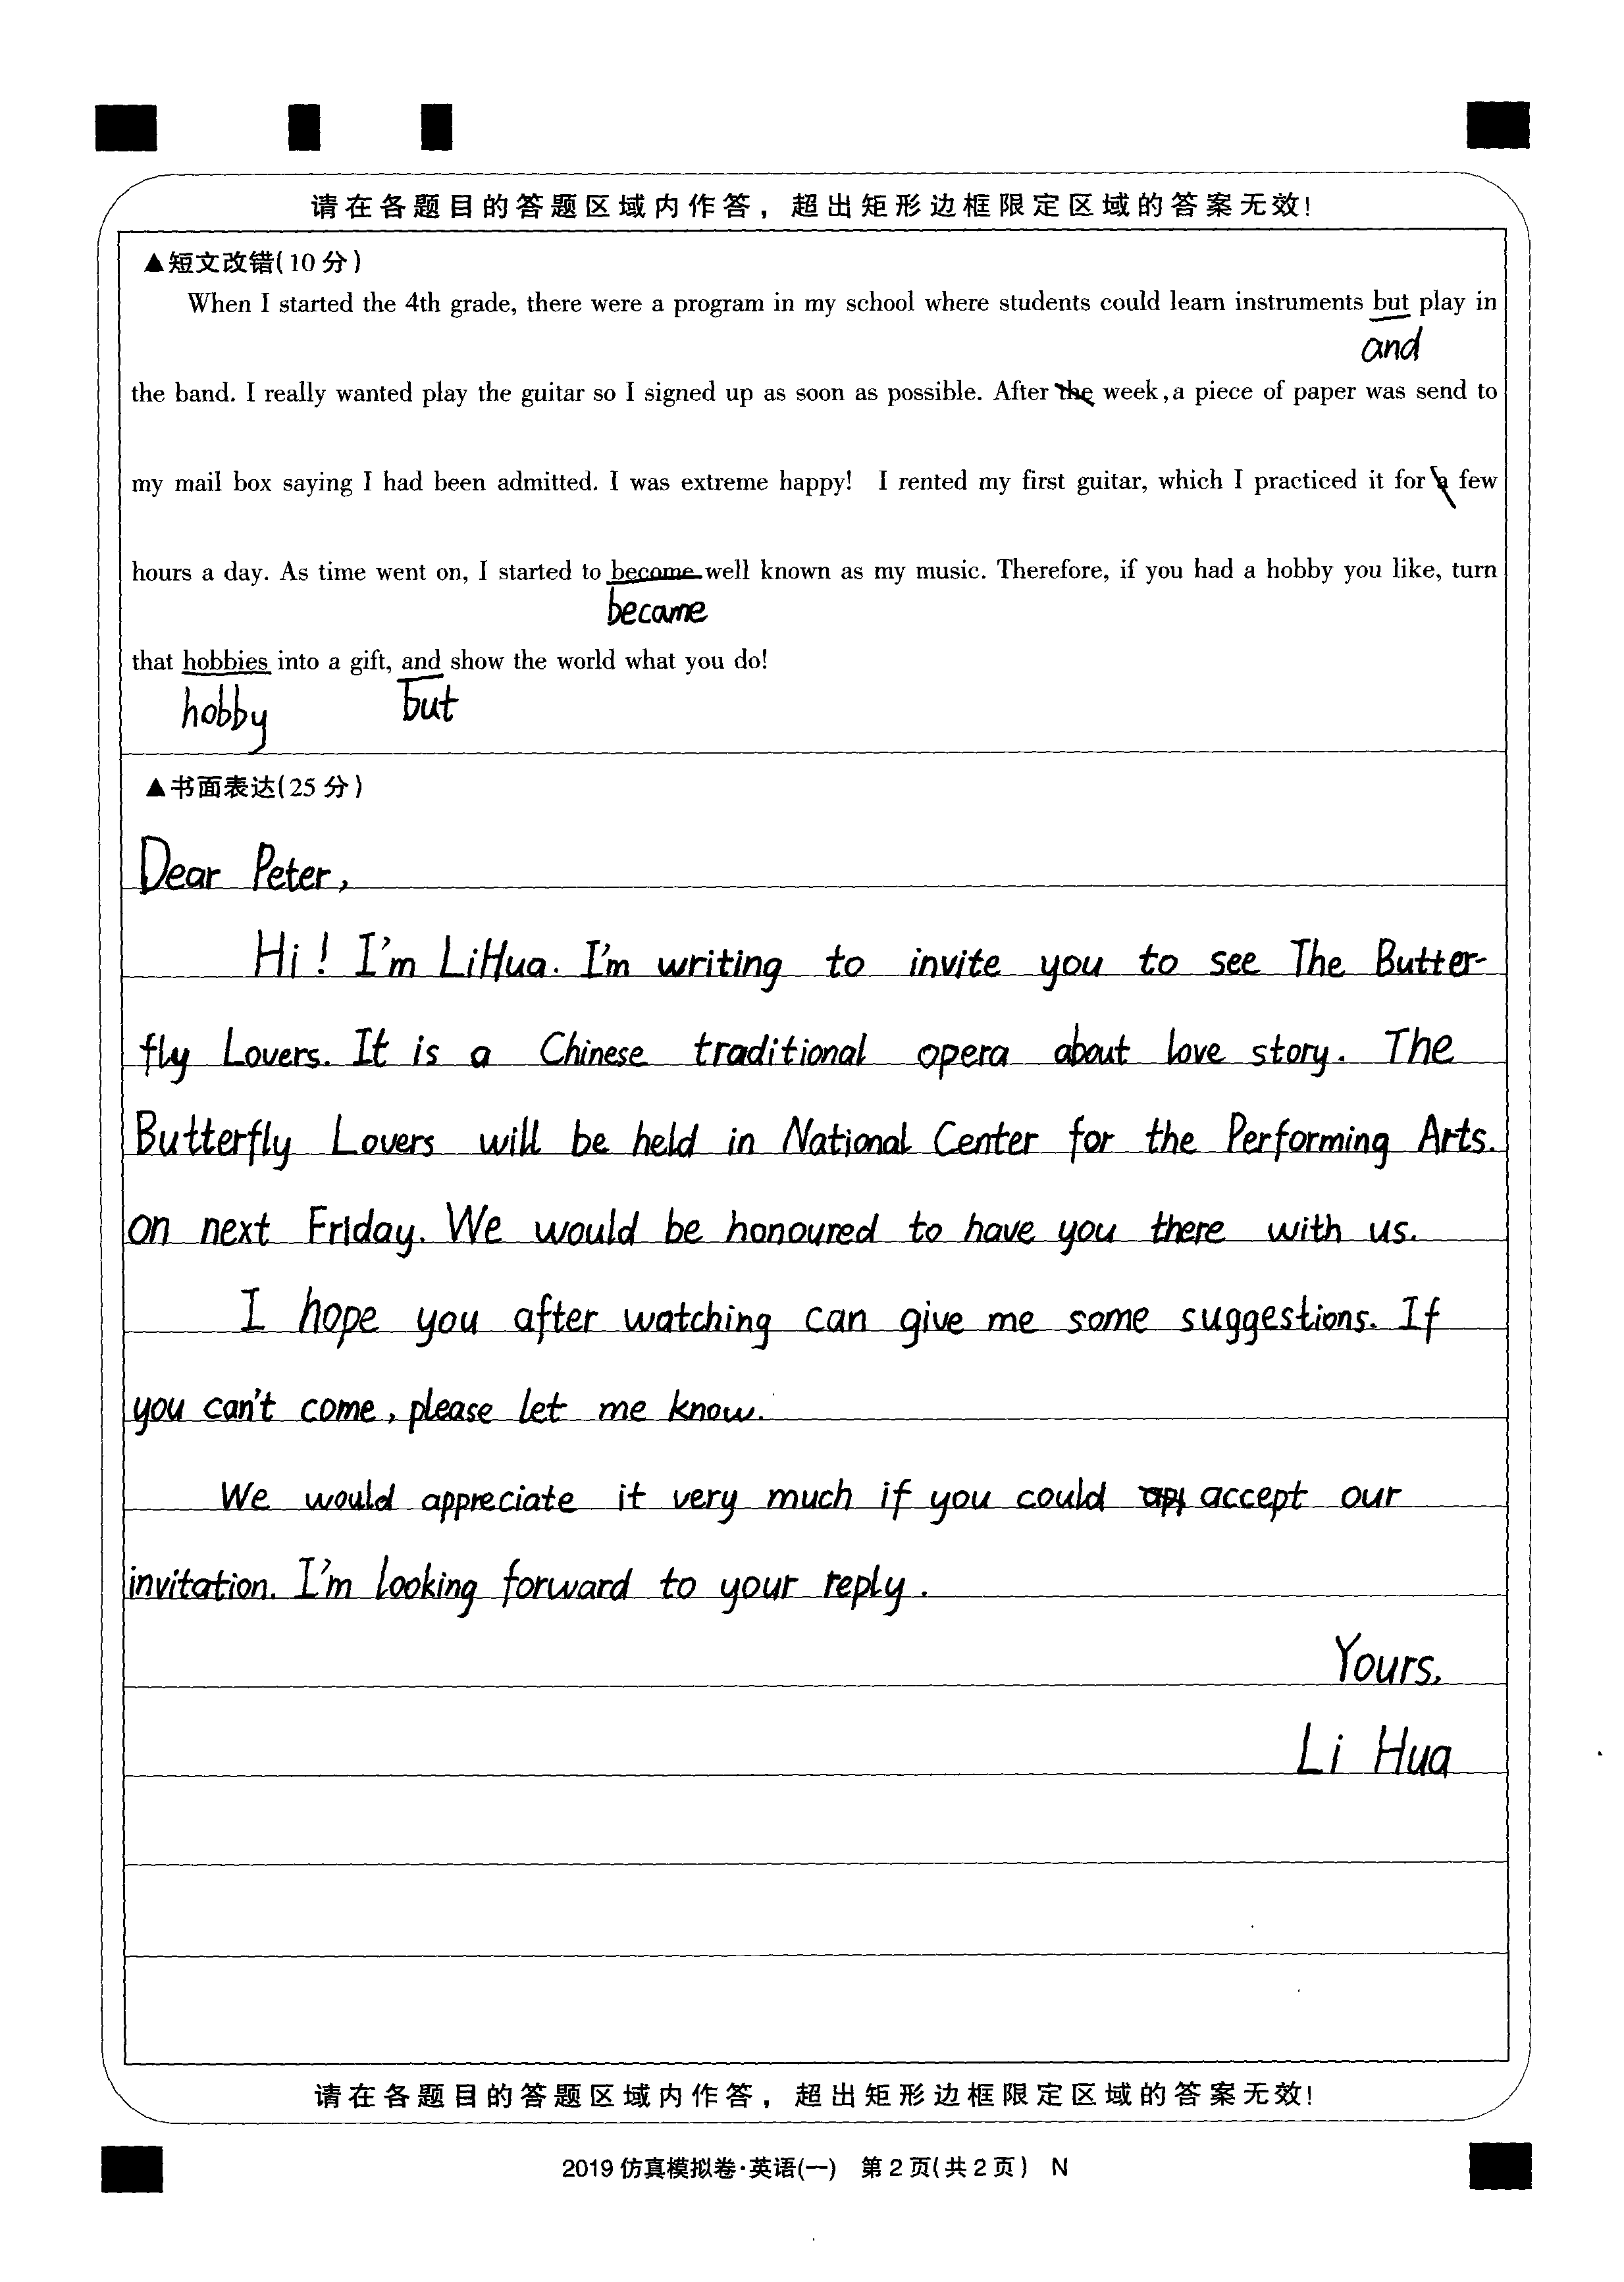 请在各题目的答题区域内作答，超出矩形边框限定区域的答案无效!
▲短文改错(10分)
When I started the 4th grade, there were a program in my school where students could learn instruments but play in
and
the band. I really wanted play the guitar so I signed up as soon as possible. After the week, a piece of paper was send to
my mail box saying I had been admitted. I was extreme happy! I rented my first guitar, which I practiced it for a few
hours a day. As time went on, I started to become well known as my music. Therefore, if you had a hobby you like, turn
became
that hobbies into a gift, and show the world what you do!
hobby but
▲书面表达(25分)
Dear Peter,
Hi! I'm LiHua. I'm writing to invite you to see The Butter-
fly Lovers. It is a Chinese traditional opera about love story. The
Butterfly Lovers will be held in National Center for the Performing Arts.
on next Friday. We would be honoured to have you there with us.
I hope you after watching can give me some suggestions. If
you can't come, please let me know.
We would appreciate it very much if you could accept our
invitation. I'm looking forward to your reply.
Yours,
Li Hua
请在各题目的答题区域内作答，超出矩形边框限定区域的答案无效!
2019仿真模拟卷·英语(一) 第2页(共2页) N